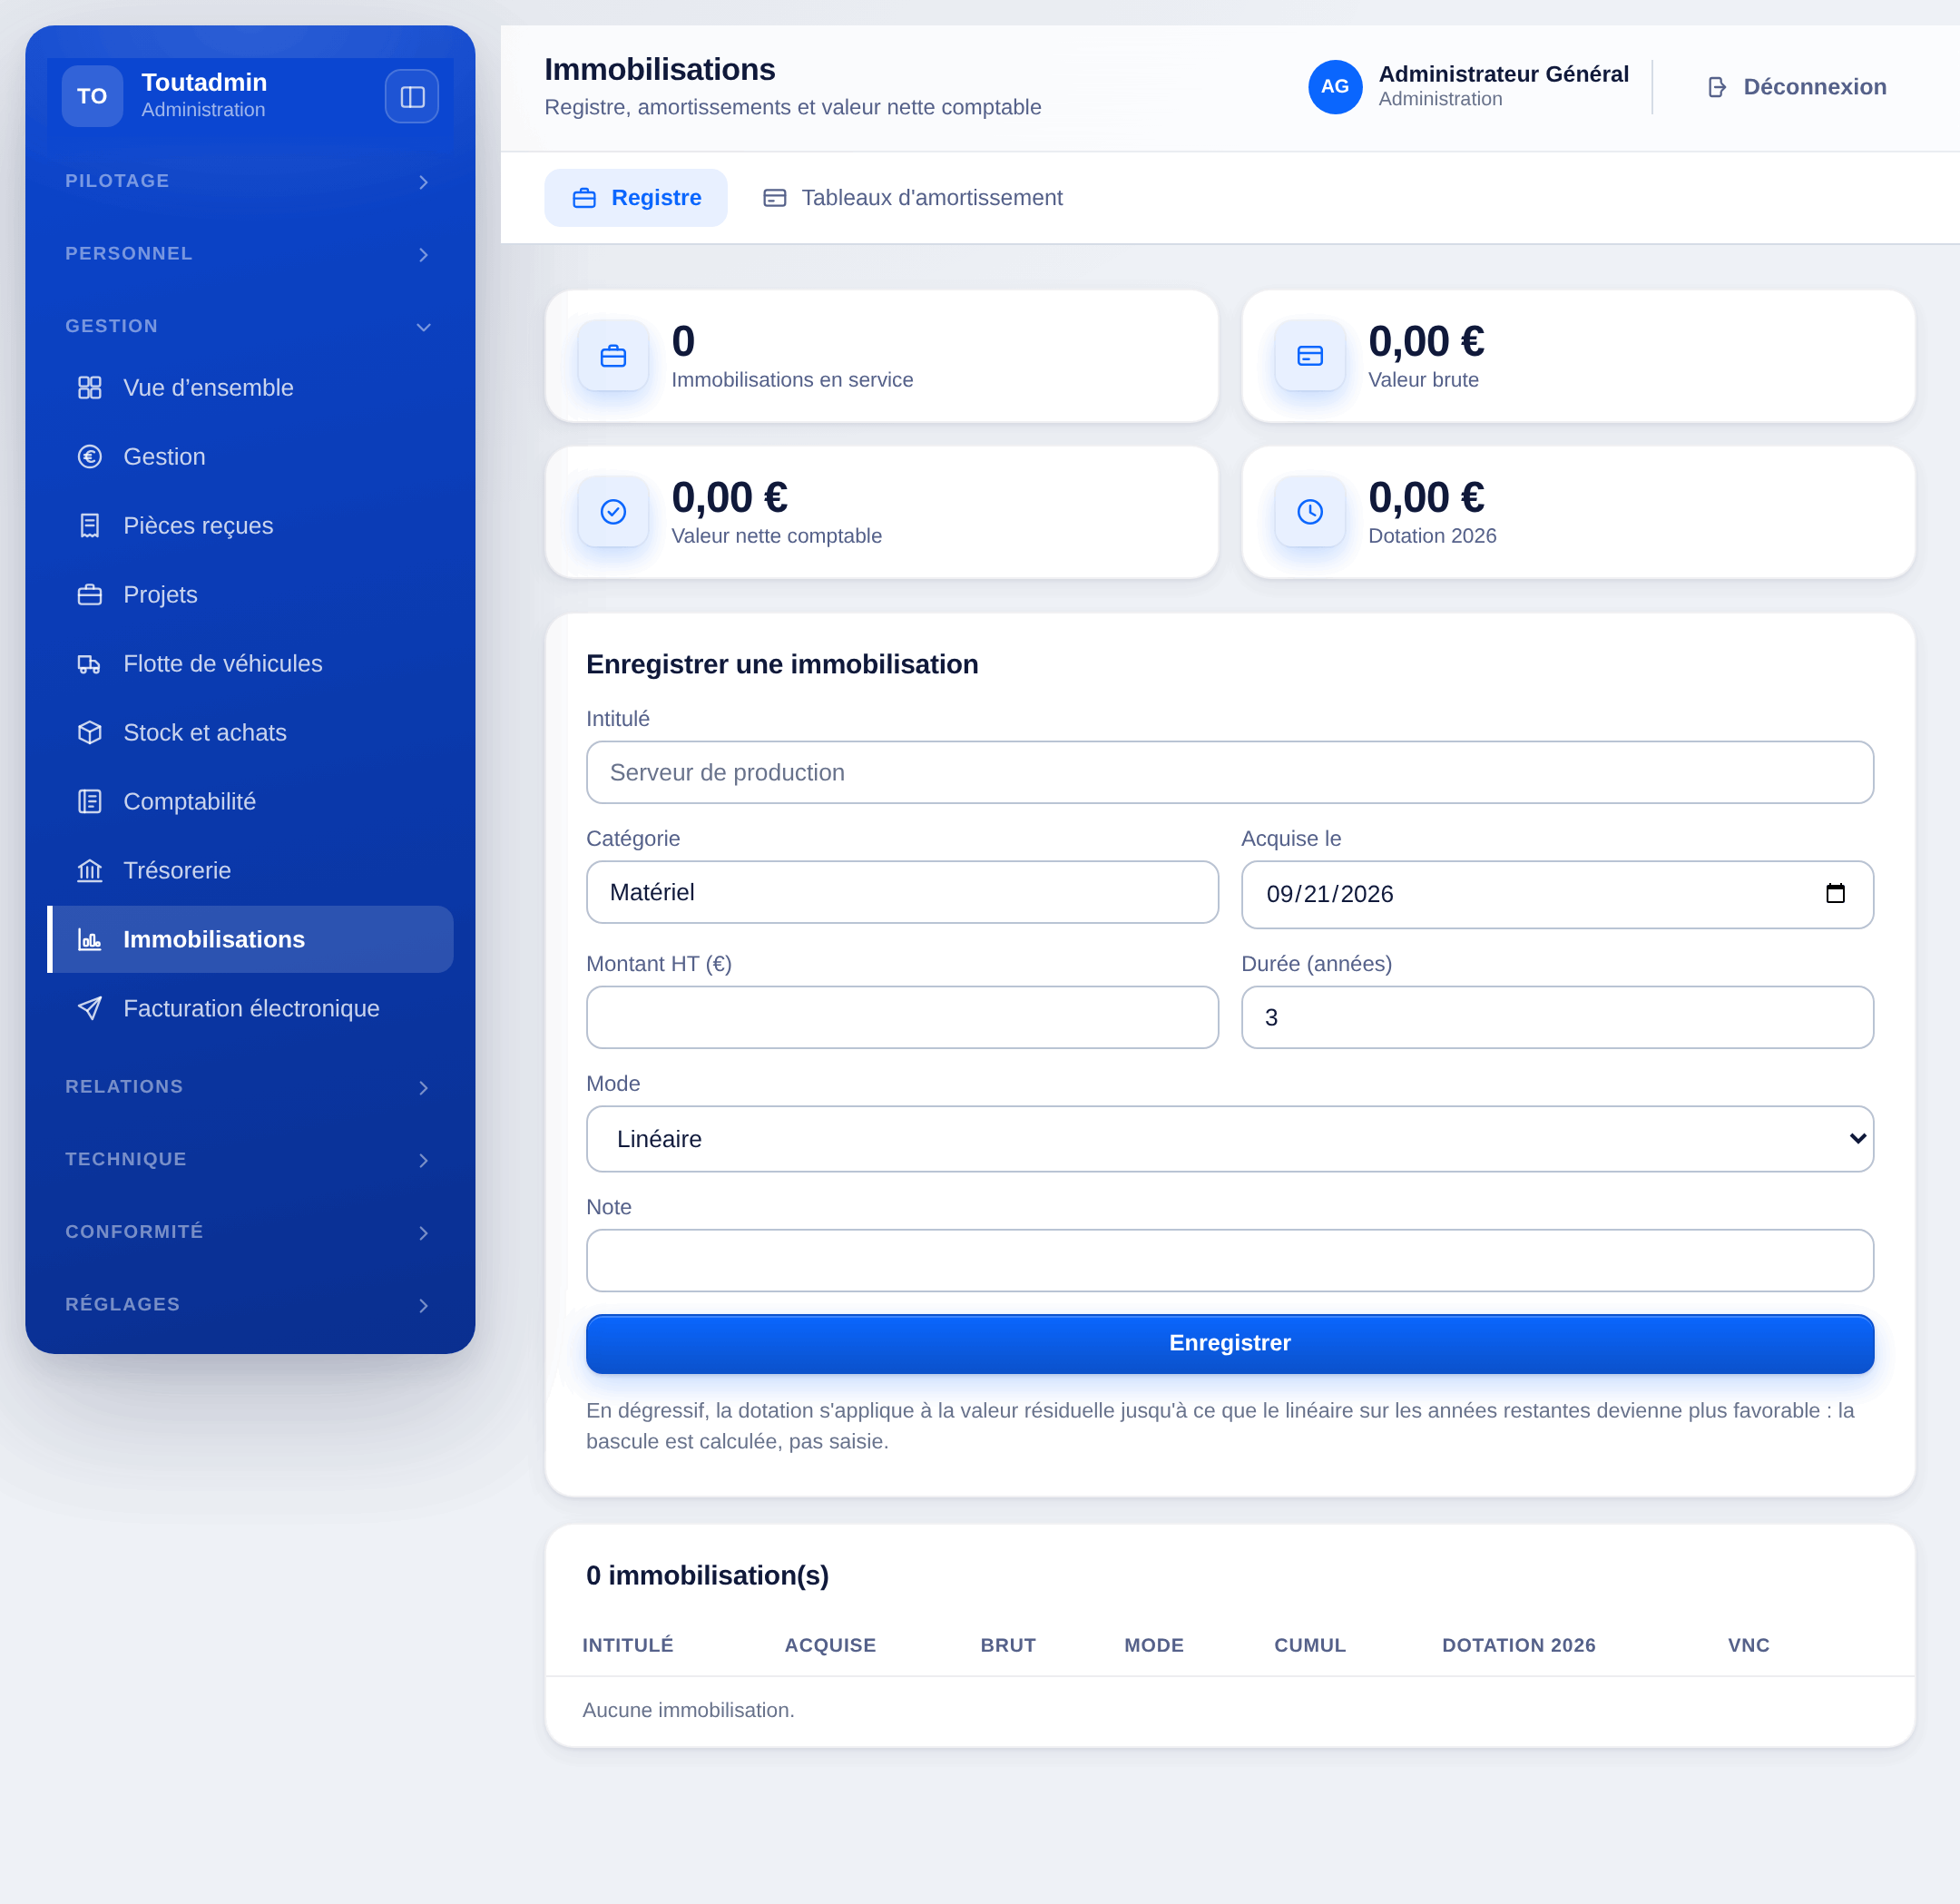 TO
Toutadmin
Administration
PILOTAGE
PERSONNEL
GESTION
Vue d’ensemble
Gestion
Pièces reçues
Projets
Flotte de véhicules
Stock et achats
Comptabilité
Trésorerie
Immobilisations
Facturation électronique
RELATIONS
TECHNIQUE
CONFORMITÉ
RÉGLAGES
Immobilisations
Registre, amortissements et valeur nette comptable
AG
Administrateur Général
Administration
Déconnexion
Registre
Tableaux d'amortissement
0
Immobilisations en service
0,00 €
Valeur brute
0,00 €
Valeur nette comptable
0,00 €
Dotation 2026
Enregistrer une immobilisation
Intitulé
Serveur de production
Catégorie
Matériel
Acquise le
09/21/2026
Montant HT (€)
Durée (années)
3
Mode
Linéaire
Note
Enregistrer
En dégressif, la dotation s'applique à la valeur résiduelle jusqu'à ce que le linéaire sur les années restantes devienne plus favorable : la
bascule est calculée, pas saisie.
0 immobilisation(s)
INTITULÉ ACQUISE BRUT MODE CUMUL DOTATION 2026 VNC
Aucune immobilisation.